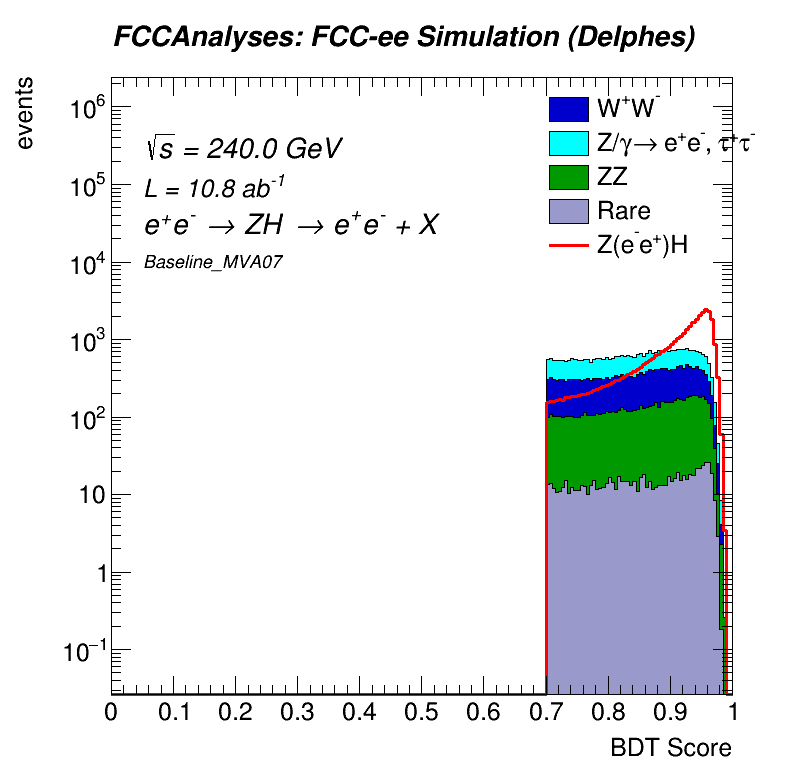 FCCAnalyses: FCC-ee Simulation (Delphes)
events
√s = 240.0 GeV
L = 10.8 ab⁻¹
e⁺e⁻ → ZH → e⁺e⁻ + X
Baseline_MVA07
W⁺W⁻
Z/γ→ e⁺e⁻, τ⁺τ⁻
ZZ
Rare
Z(e⁻e⁺)H
10⁶
10⁵
10⁴
10³
10²
10
1
10⁻¹
0 0.1 0.2 0.3 0.4 0.5 0.6 0.7 0.8 0.9 1
BDT Score